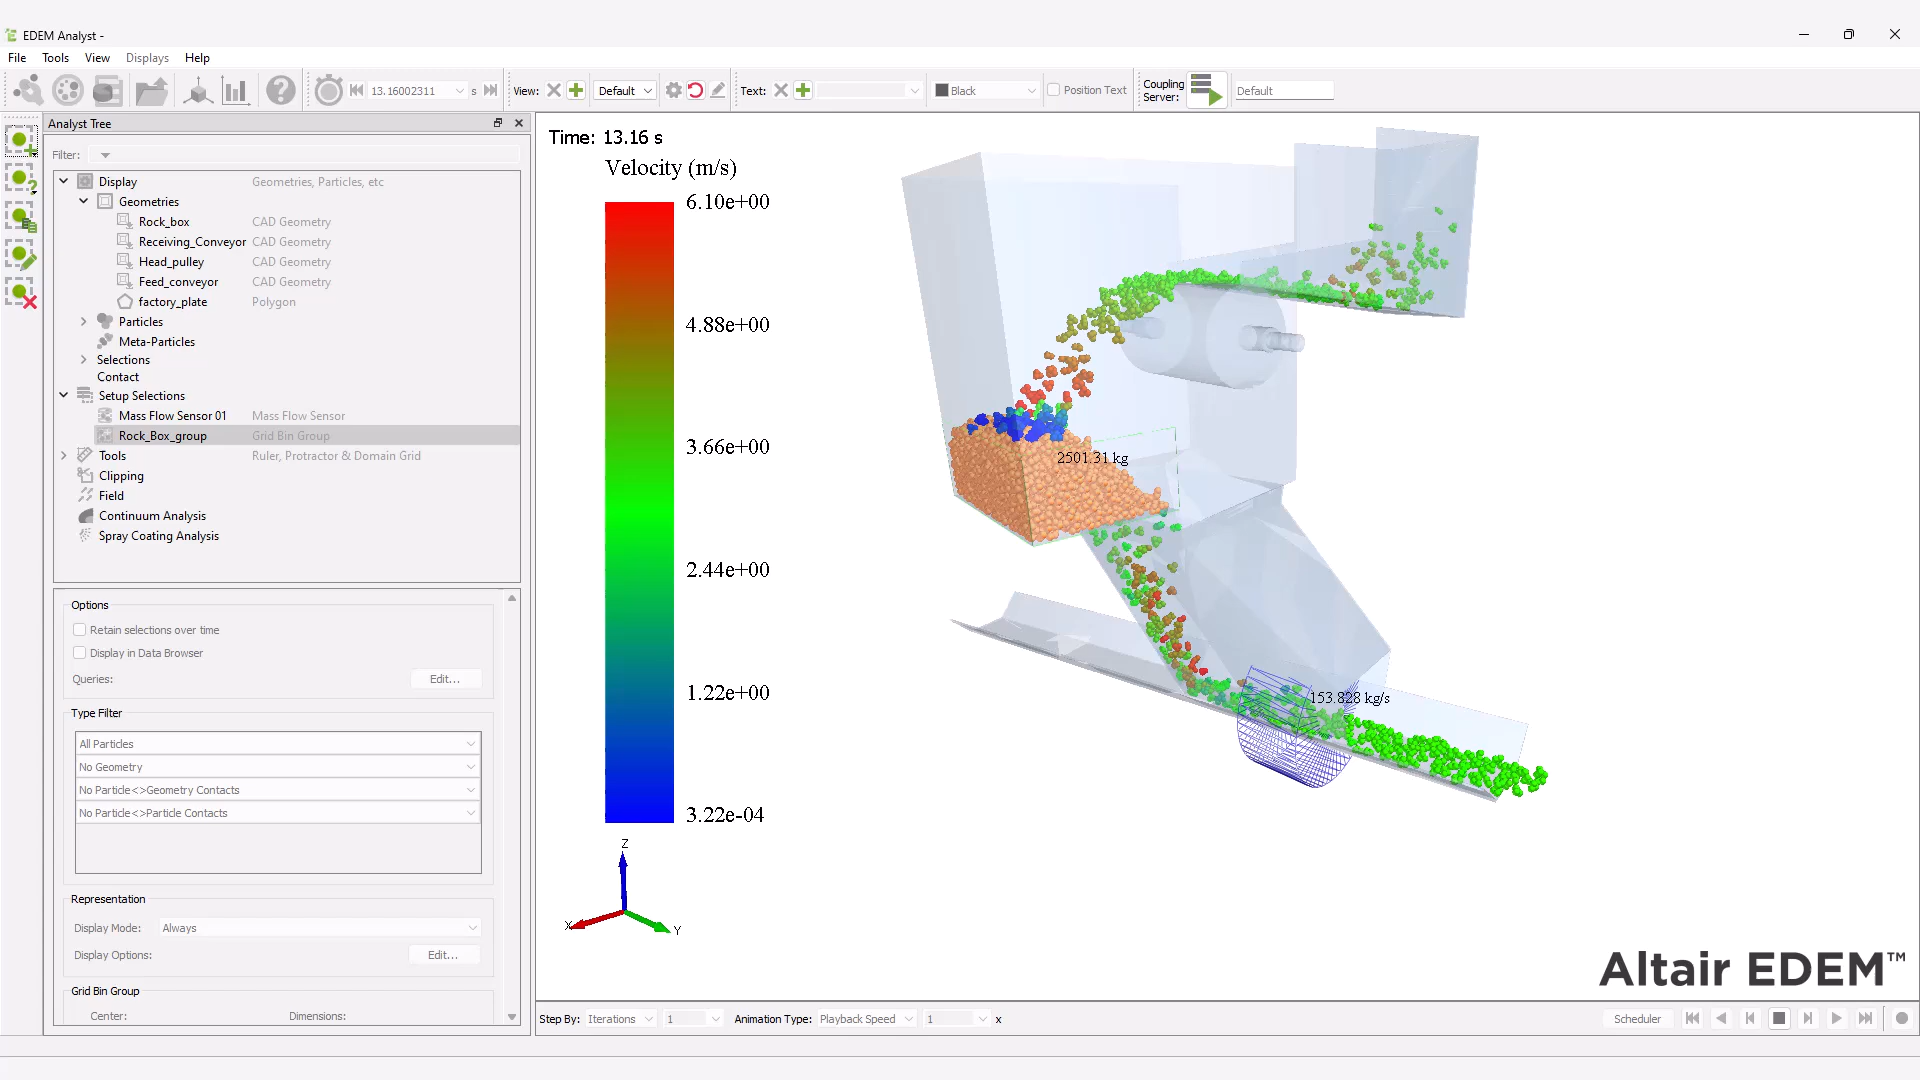 EDEM Analyst -
File Tools View Displays Help
13.16002311 s View: Default Text: Black Position Text Coupling Server: Default
Analyst Tree
Filter:
Display Geometries, Particles, etc
Geometries
Rock_box CAD Geometry
Receiving_Conveyor CAD Geometry
Head_pulley CAD Geometry
Feed_conveyor CAD Geometry
factory_plate Polygon
Particles
Meta-Particles
Selections
Contact
Setup Selections
Mass Flow Sensor 01 Mass Flow Sensor
Rock_Box_group Grid Bin Group
Tools Ruler, Protractor & Domain Grid
Clipping
Field
Continuum Analysis
Spray Coating Analysis
Options
Retain selections over time
Display in Data Browser
Queries: Edit...
Type Filter
All Particles
No Geometry
No Particle<>Geometry Contacts
No Particle<>Particle Contacts
Representation
Display Mode: Always
Display Options: Edit...
Grid Bin Group
Center: Dimensions:
Time: 13.16 s
Velocity (m/s)
6.10e+00
4.88e+00
3.66e+00
2.44e+00
1.22e+00
3.22e-04
2501.31 kg
153.828 kg/s
Z
X
Y
Altair EDEM™
Step By: Iterations 1 Animation Type: Playback Speed 1 x Scheduler